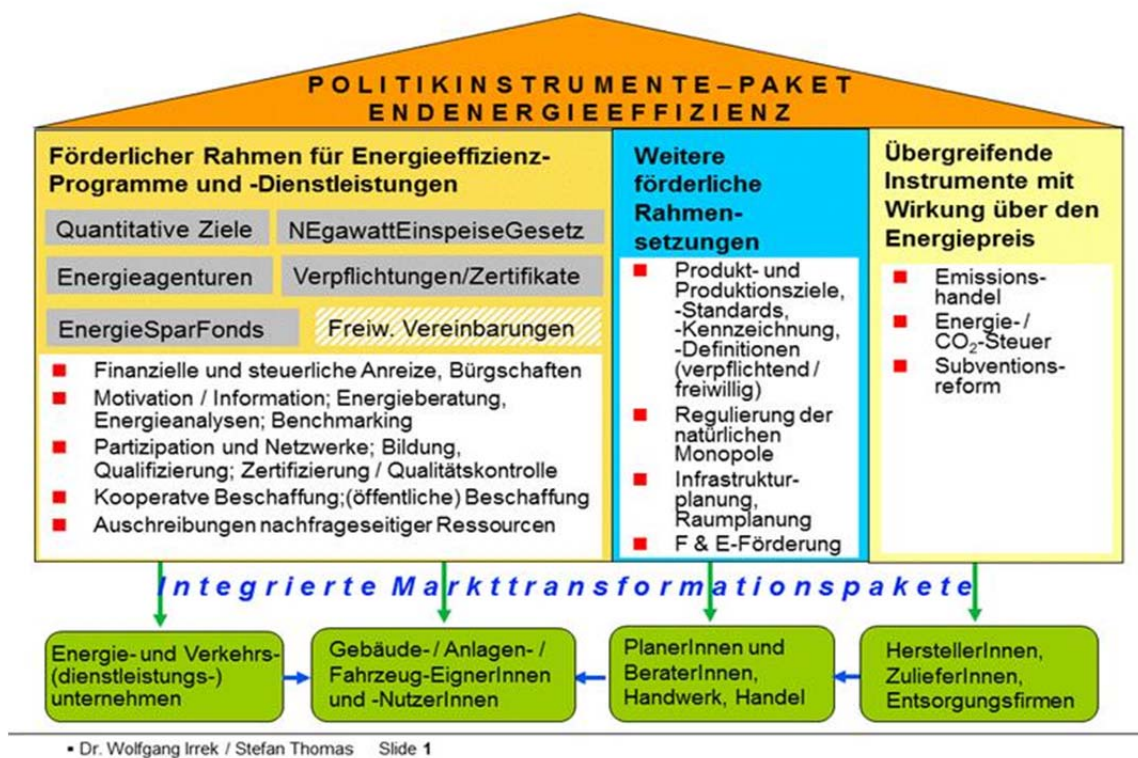 POLITIKINSTRUMENTE–PAKET
ENDENERGIEEFFIZIENZ
Förderlicher Rahmen für Energieeffizienz-
Programme und -Dienstleistungen
Quantitative Ziele
NEgawattEinspeiseGesetz
Energieagenturen
Verpflichtungen/Zertifikate
EnergieSparFonds
Freiw. Vereinbarungen
Finanzielle und steuerliche Anreize, Bürgschaften
Motivation / Information; Energieberatung,
Energieanalysen; Benchmarking
Partizipation und Netzwerke; Bildung,
Qualifizierung; Zertifizierung / Qualitätskontrolle
Kooperatve Beschaffung;(öffentliche) Beschaffung
Auschreibungen nachfrageseitiger Ressourcen
Weitere
förderliche
Rahmen-
setzungen
Produkt- und
Produktionsziele,
-Standards,
-Kennzeichnung,
-Definitionen
(verpflichtend /
freiwillig)
Regulierung der
natürlichen
Monopole
Infrastruktur-
planung,
Raumplanung
F & E-Förderung
Übergreifende
Instrumente mit
Wirkung über den
Energiepreis
Emissions-
handel
Energie- /
CO₂-Steuer
Subventions-
reform
Integrierte Markttransformationspakete
Energie- und Verkehrs-
(dienstleistungs-)
unternehmen
Gebäude- / Anlagen- /
Fahrzeug-EignerInnen
und -NutzerInnen
PlanerInnen und
BeraterInnen,
Handwerk, Handel
HerstellerInnen,
ZulieferInnen,
Entsorgungsfirmen
Dr. Wolfgang Irrek / Stefan Thomas Slide 1